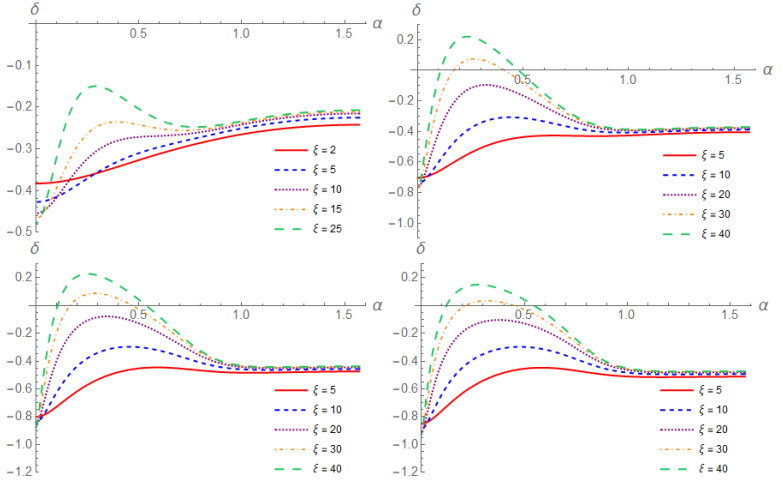 δ
α
0.5
1.0
1.5
−0.1
−0.2
−0.3
−0.4
−0.5
ξ = 2
ξ = 5
ξ = 10
ξ = 15
ξ = 25
δ
α
0.5
1.0
1.5
0.2
−0.2
−0.4
−0.6
−0.8
−1.0
ξ = 5
ξ = 10
ξ = 20
ξ = 30
ξ = 40
δ
α
0.5
1.0
1.5
0.2
−0.2
−0.4
−0.6
−0.8
−1.0
−1.2
ξ = 5
ξ = 10
ξ = 20
ξ = 30
ξ = 40
δ
α
0.5
1.0
1.5
0.2
−0.2
−0.4
−0.6
−0.8
−1.0
−1.2
ξ = 5
ξ = 10
ξ = 20
ξ = 30
ξ = 40